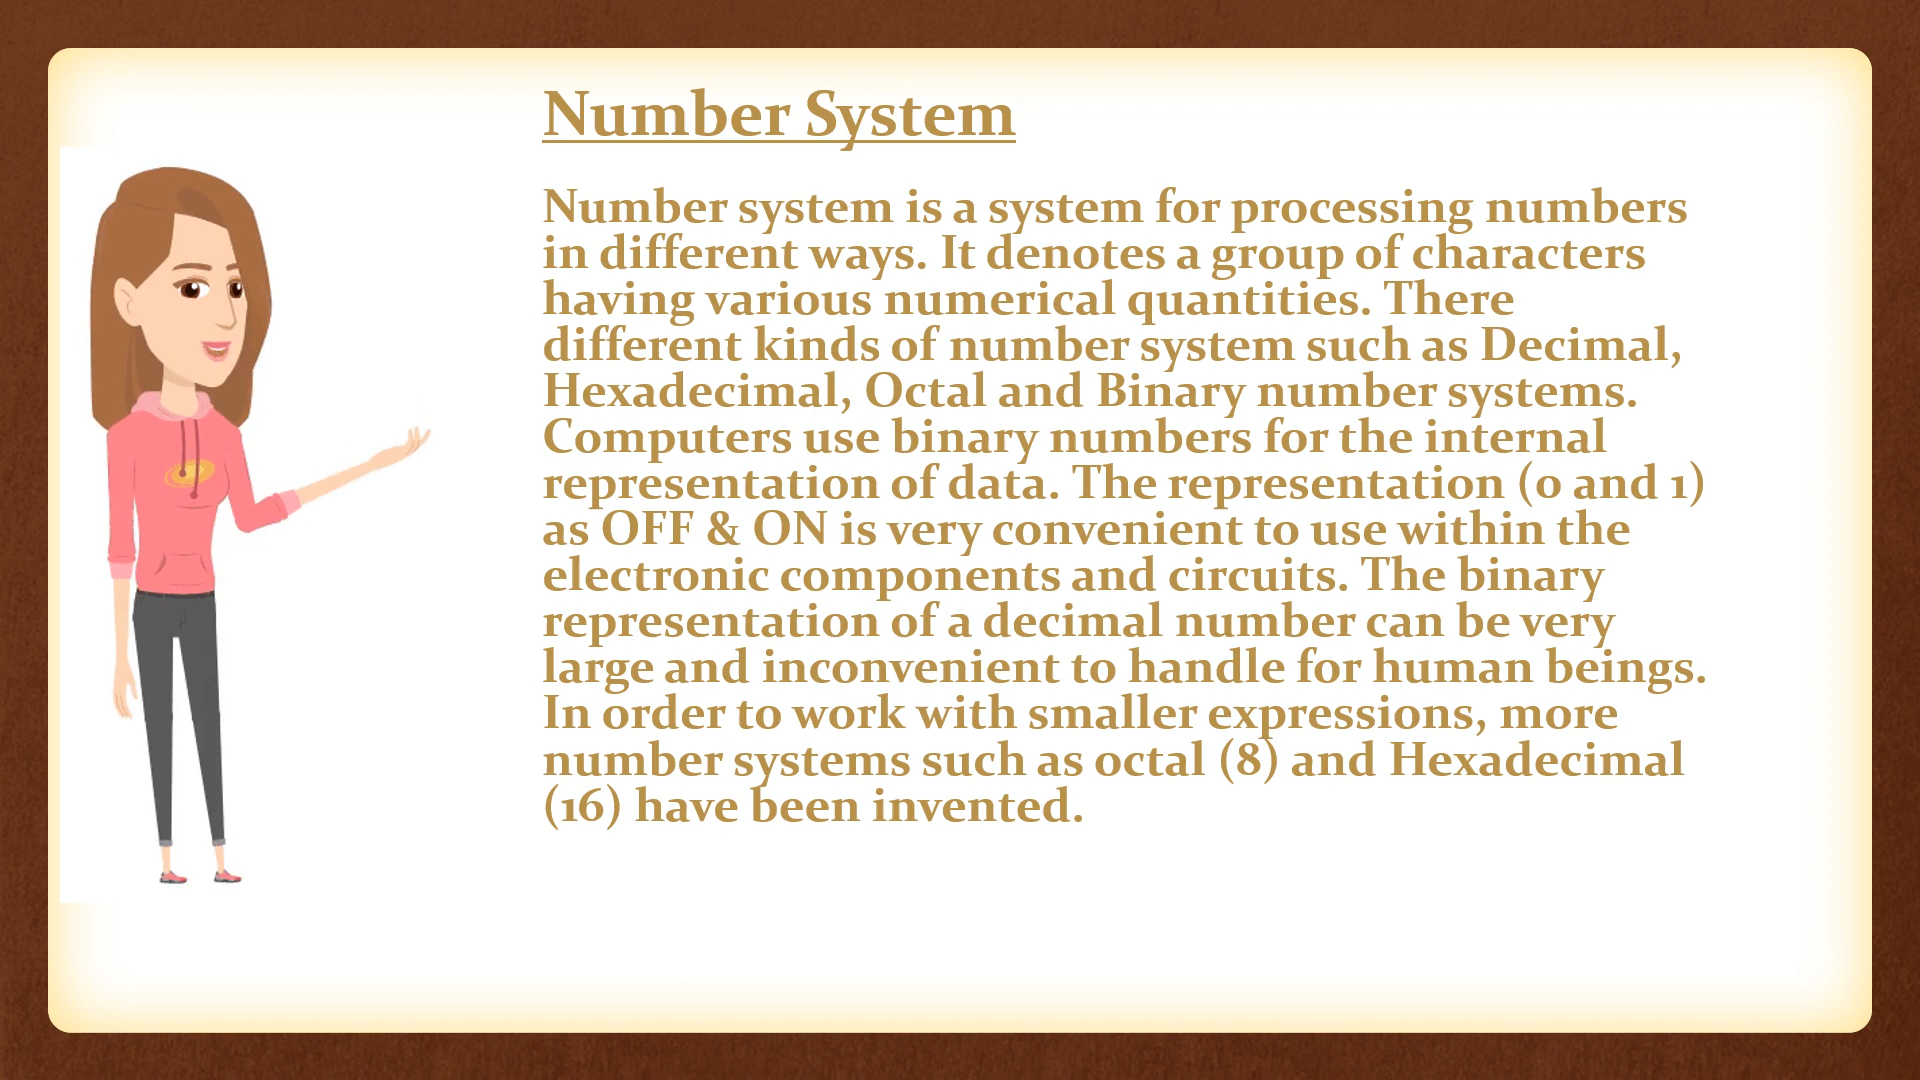 Number System
Number system is a system for processing numbers
in different ways. It denotes a group of characters
having various numerical quantities. There
different kinds of number system such as Decimal,
Hexadecimal, Octal and Binary number systems.
Computers use binary numbers for the internal
representation of data. The representation (0 and 1)
as OFF & ON is very convenient to use within the
electronic components and circuits. The binary
representation of a decimal number can be very
large and inconvenient to handle for human beings.
In order to work with smaller expressions, more
number systems such as octal (8) and Hexadecimal
(16) have been invented.